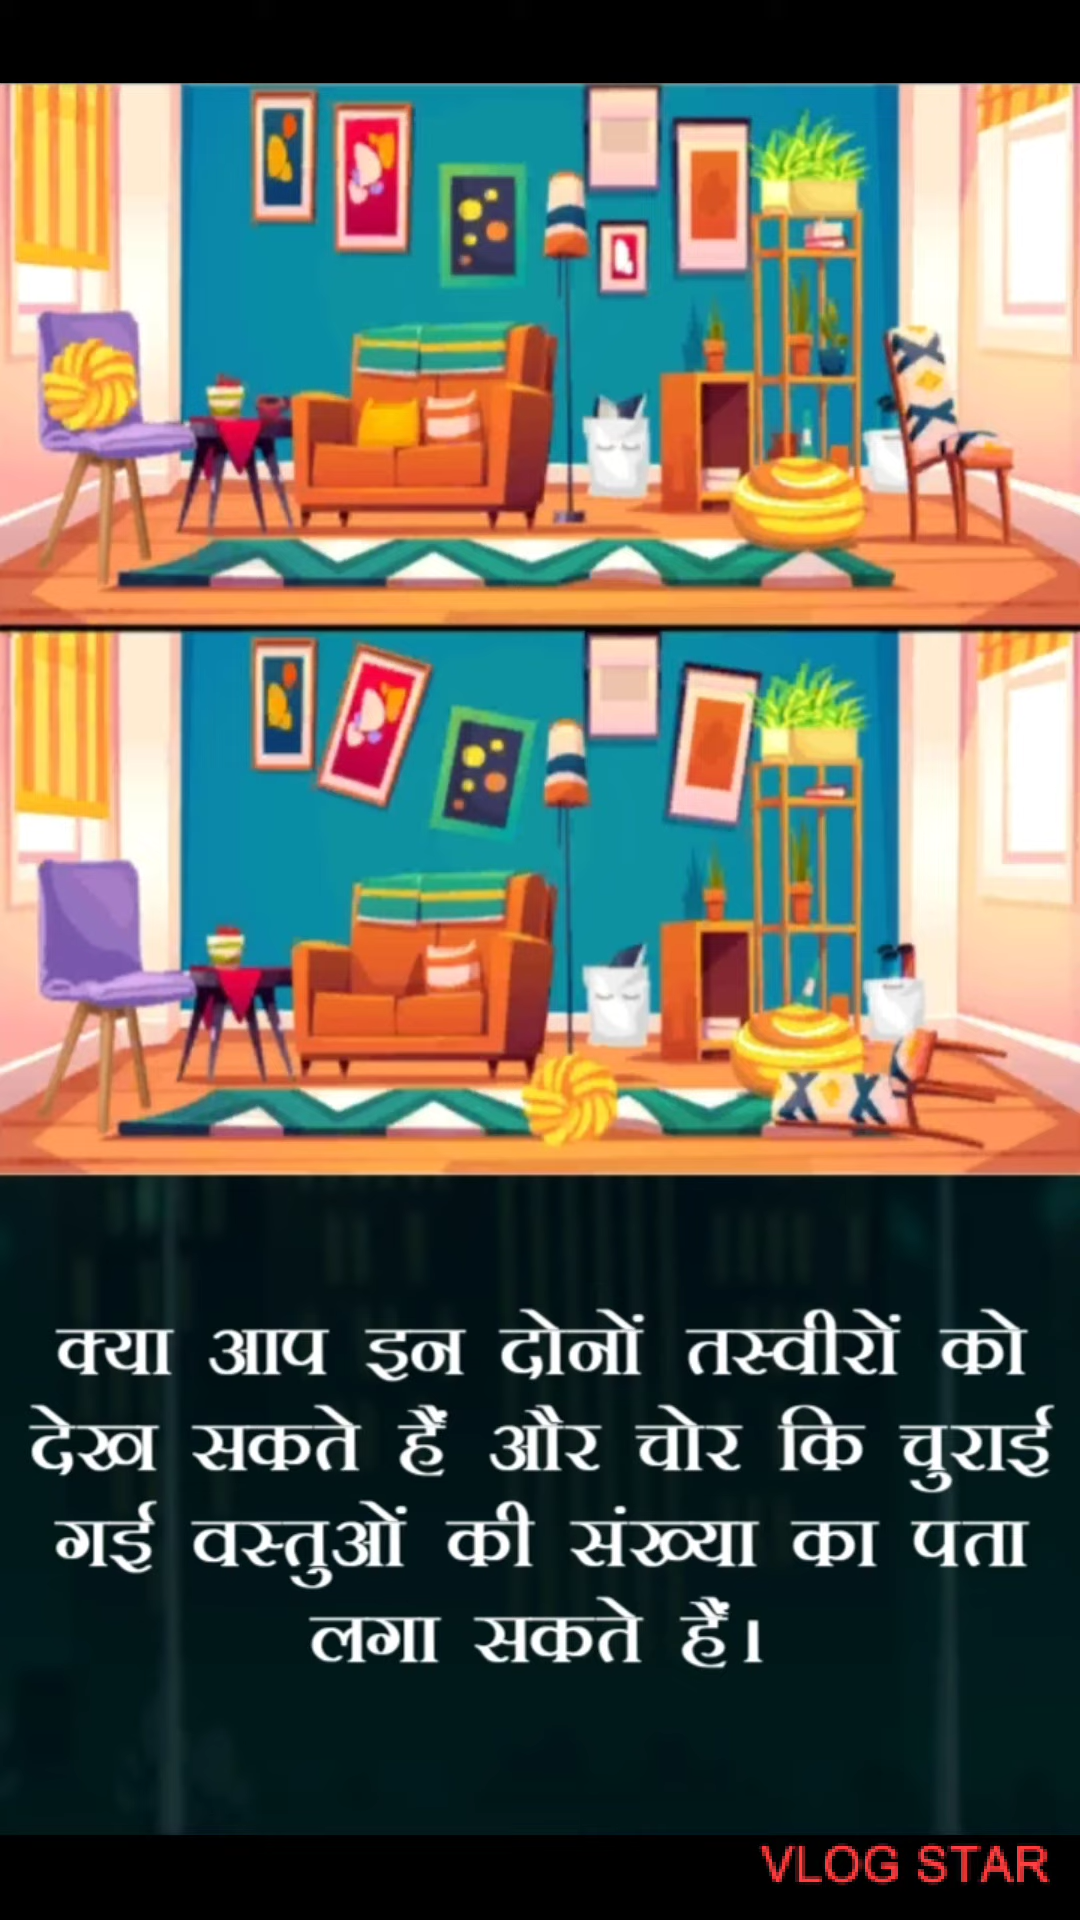 क्या आप इन दोनों तस्वीरों को
देख सकते हैं और चोर कि चुराई
गई वस्तुओं की संख्या का पता
लगा सकते हैं।
VLOG STAR